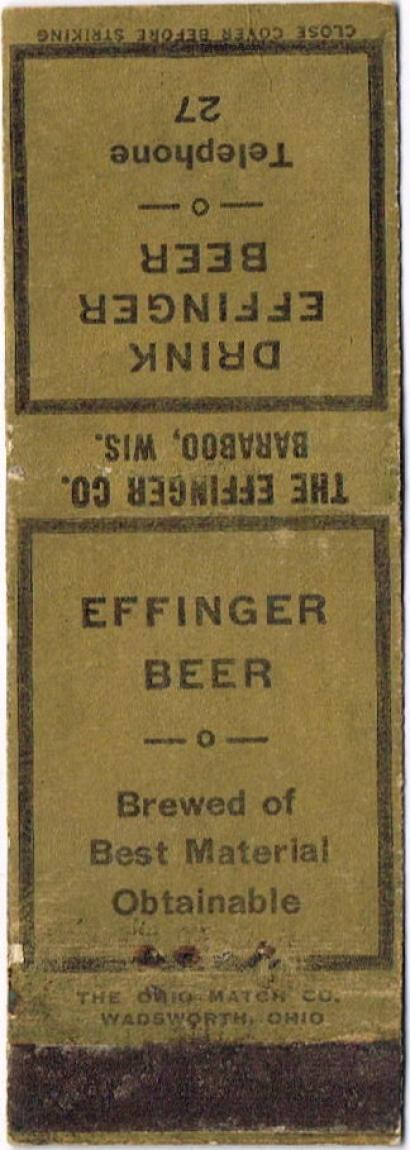 CLOSE COVER BEFORE STRIKING
DRINK
EFFINGER
BEER
Telephone
27
THE EFFINGER CO.
BARABOO, WIS.
EFFINGER
BEER
Brewed of
Best Material
Obtainable
THE OHIO MATCH CO.
WADSWORTH, OHIO